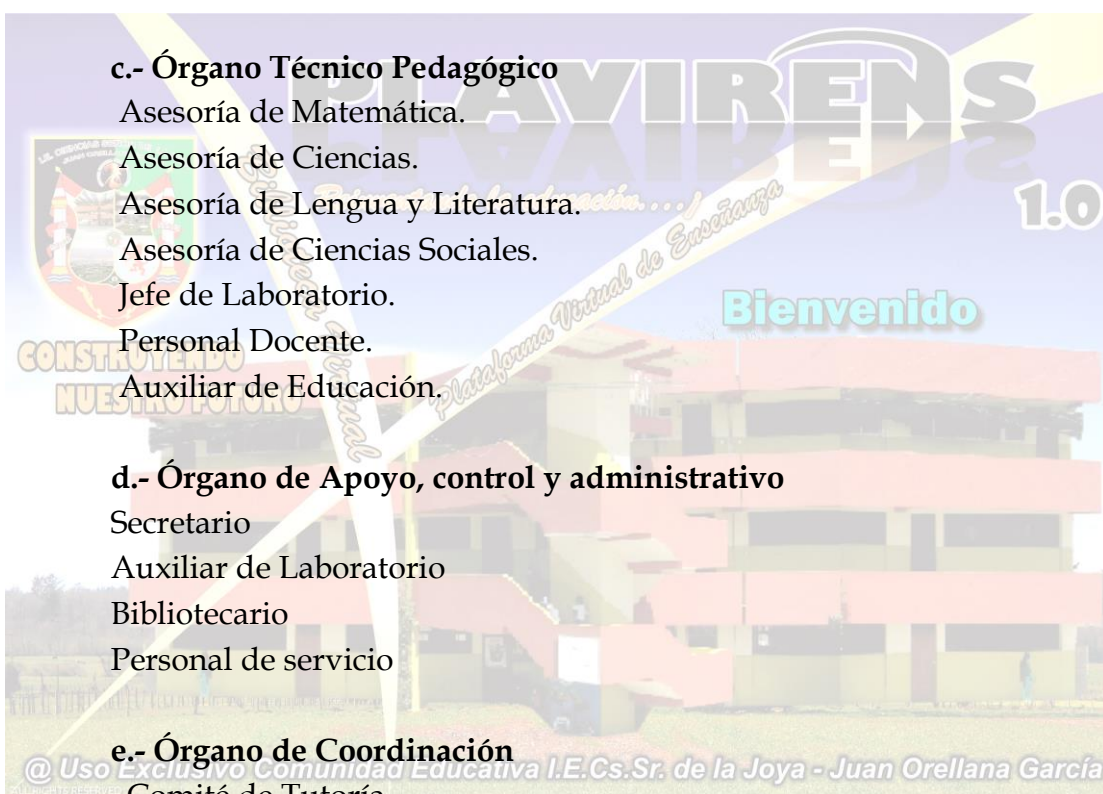 c.- Órgano Técnico Pedagógico
PLAVIRENS
1.0
Asesoría de Matemática.
Asesoría de Ciencias.
Asesoría de Lengua y Literatura.
Asesoría de Ciencias Sociales.
Jefe de Laboratorio.
Personal Docente.
Auxiliar de Educación.
Plataforma Virtual de Enseñanza
Bienvenido
CONSTRUYENDO
NUESTRO FUTURO
d.- Órgano de Apoyo, control y administrativo
Secretario
Auxiliar de Laboratorio
Bibliotecario
Personal de servicio
e.- Órgano de Coordinación
@ Uso Exclusivo Comunidad Educativa I.E.Cs.Sr. de la Joya - Juan Orellana García
Comité de Tutoría